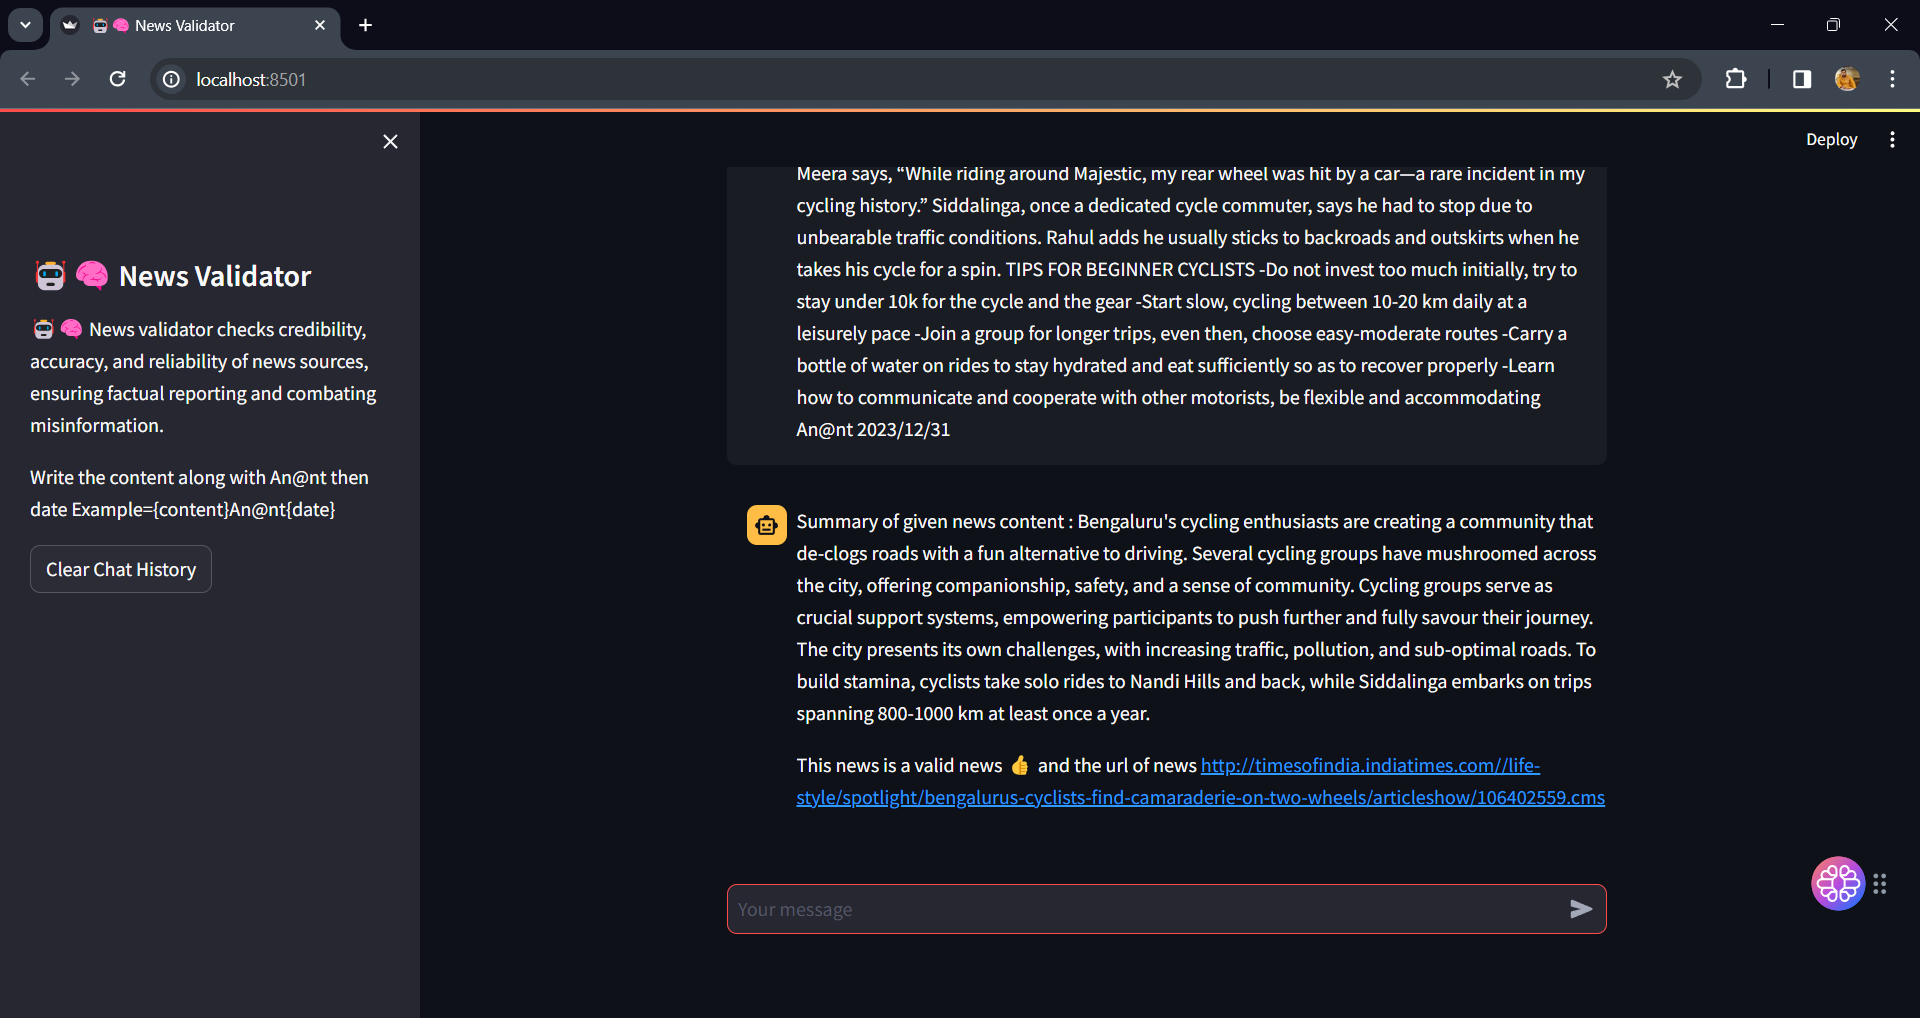 News Validator
localhost:8501
Deploy
News Validator
News validator checks credibility,
accuracy, and reliability of news sources,
ensuring factual reporting and combating
misinformation.
Write the content along with An@nt then
date Example={content}An@nt{date}
Clear Chat History
Meera says, “While riding around Majestic, my rear wheel was hit by a car—a rare incident in my
cycling history.” Siddalinga, once a dedicated cycle commuter, says he had to stop due to
unbearable traffic conditions. Rahul adds he usually sticks to backroads and outskirts when he
takes his cycle for a spin. TIPS FOR BEGINNER CYCLISTS -Do not invest too much initially, try to
stay under 10k for the cycle and the gear -Start slow, cycling between 10-20 km daily at a
leisurely pace -Join a group for longer trips, even then, choose easy-moderate routes -Carry a
bottle of water on rides to stay hydrated and eat sufficiently so as to recover properly -Learn
how to communicate and cooperate with other motorists, be flexible and accommodating
An@nt 2023/12/31
Summary of given news content : Bengaluru's cycling enthusiasts are creating a community that
de-clogs roads with a fun alternative to driving. Several cycling groups have mushroomed across
the city, offering companionship, safety, and a sense of community. Cycling groups serve as
crucial support systems, empowering participants to push further and fully savour their journey.
The city presents its own challenges, with increasing traffic, pollution, and sub-optimal roads. To
build stamina, cyclists take solo rides to Nandi Hills and back, while Siddalinga embarks on trips
spanning 800-1000 km at least once a year.
This news is a valid news 👍 and the url of news http://timesofindia.indiatimes.com//life-
style/spotlight/bengalurus-cyclists-find-camaraderie-on-two-wheels/articleshow/106402559.cms
Your message